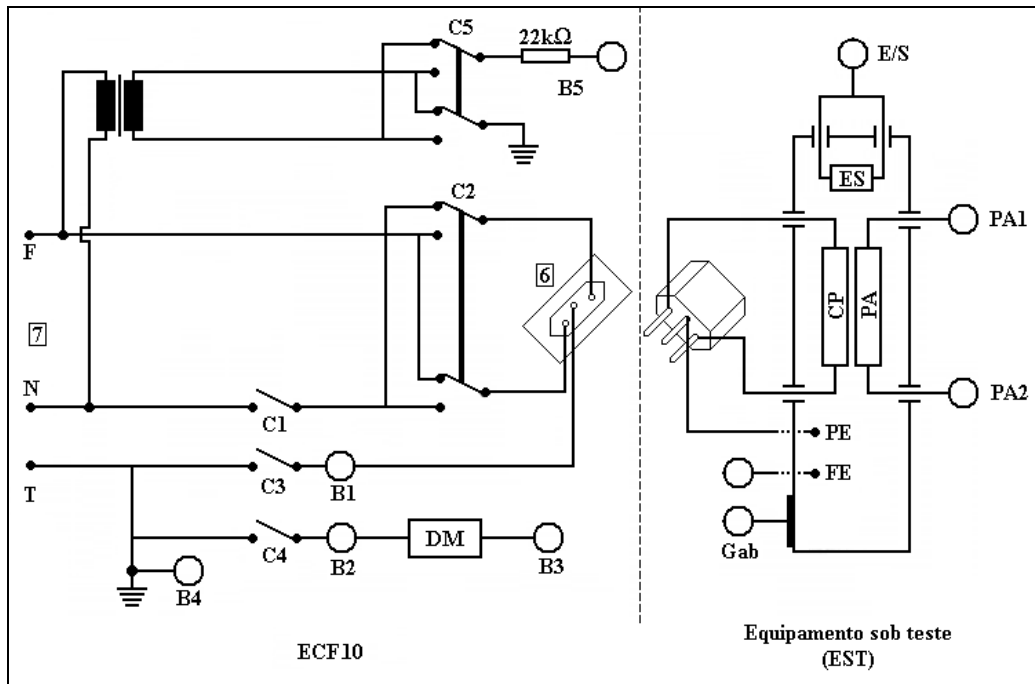 C5
22kΩ
B5
E/S
ES
C2
F
6
CP
PA
PA1
7
N
C1
PA2
PE
T
C3
B1
FE
C4
B2
DM
B3
Gab
B4
ECF10
Equipamento sob teste
(EST)